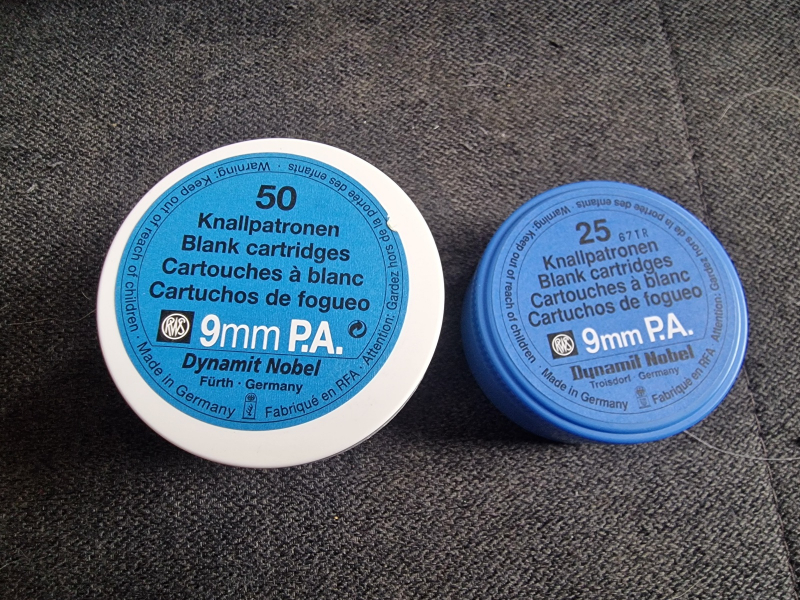 50
Knallpatronen
Blank cartridges
Cartouches à blanc
Cartuchos de fogueo
RWS 9mm P.A.
Dynamit Nobel
Fürth · Germany
Warning: Keep out of reach of children · Made in Germany
Fabriqué en RFA · Attention: Gardez hors de la portée des enfants ·
25 671R
Knallpatronen
Blank cartridges
Cartouches à blanc
Cartuchos de fogueo
RWS 9mm P.A.
Dynamit Nobel
Troisdorf · Germany
Warning: Keep out of reach of children · Made in Germany
Fabriqué en RFA · Attention: Gardez hors de la portée des enfants ·